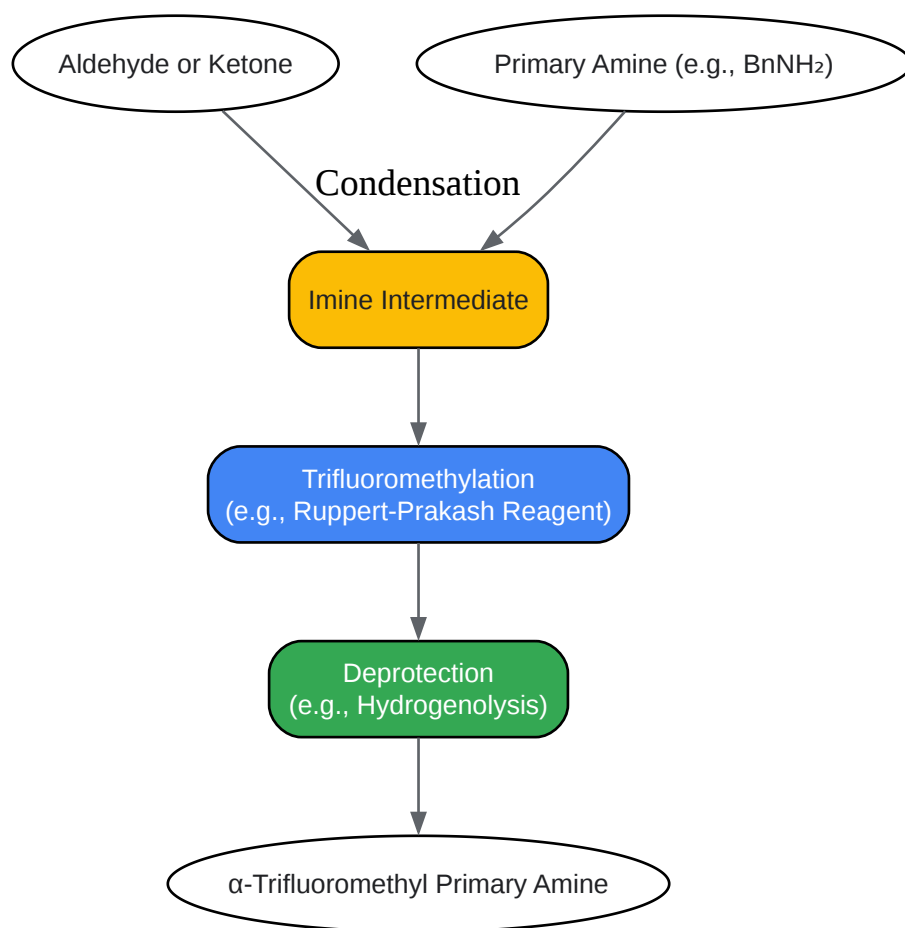 Aldehyde or Ketone
Primary Amine (e.g., BnNH₂)
Condensation
Imine Intermediate
Trifluoromethylation
(e.g., Ruppert-Prakash Reagent)
Deprotection
(e.g., Hydrogenolysis)
α-Trifluoromethyl Primary Amine